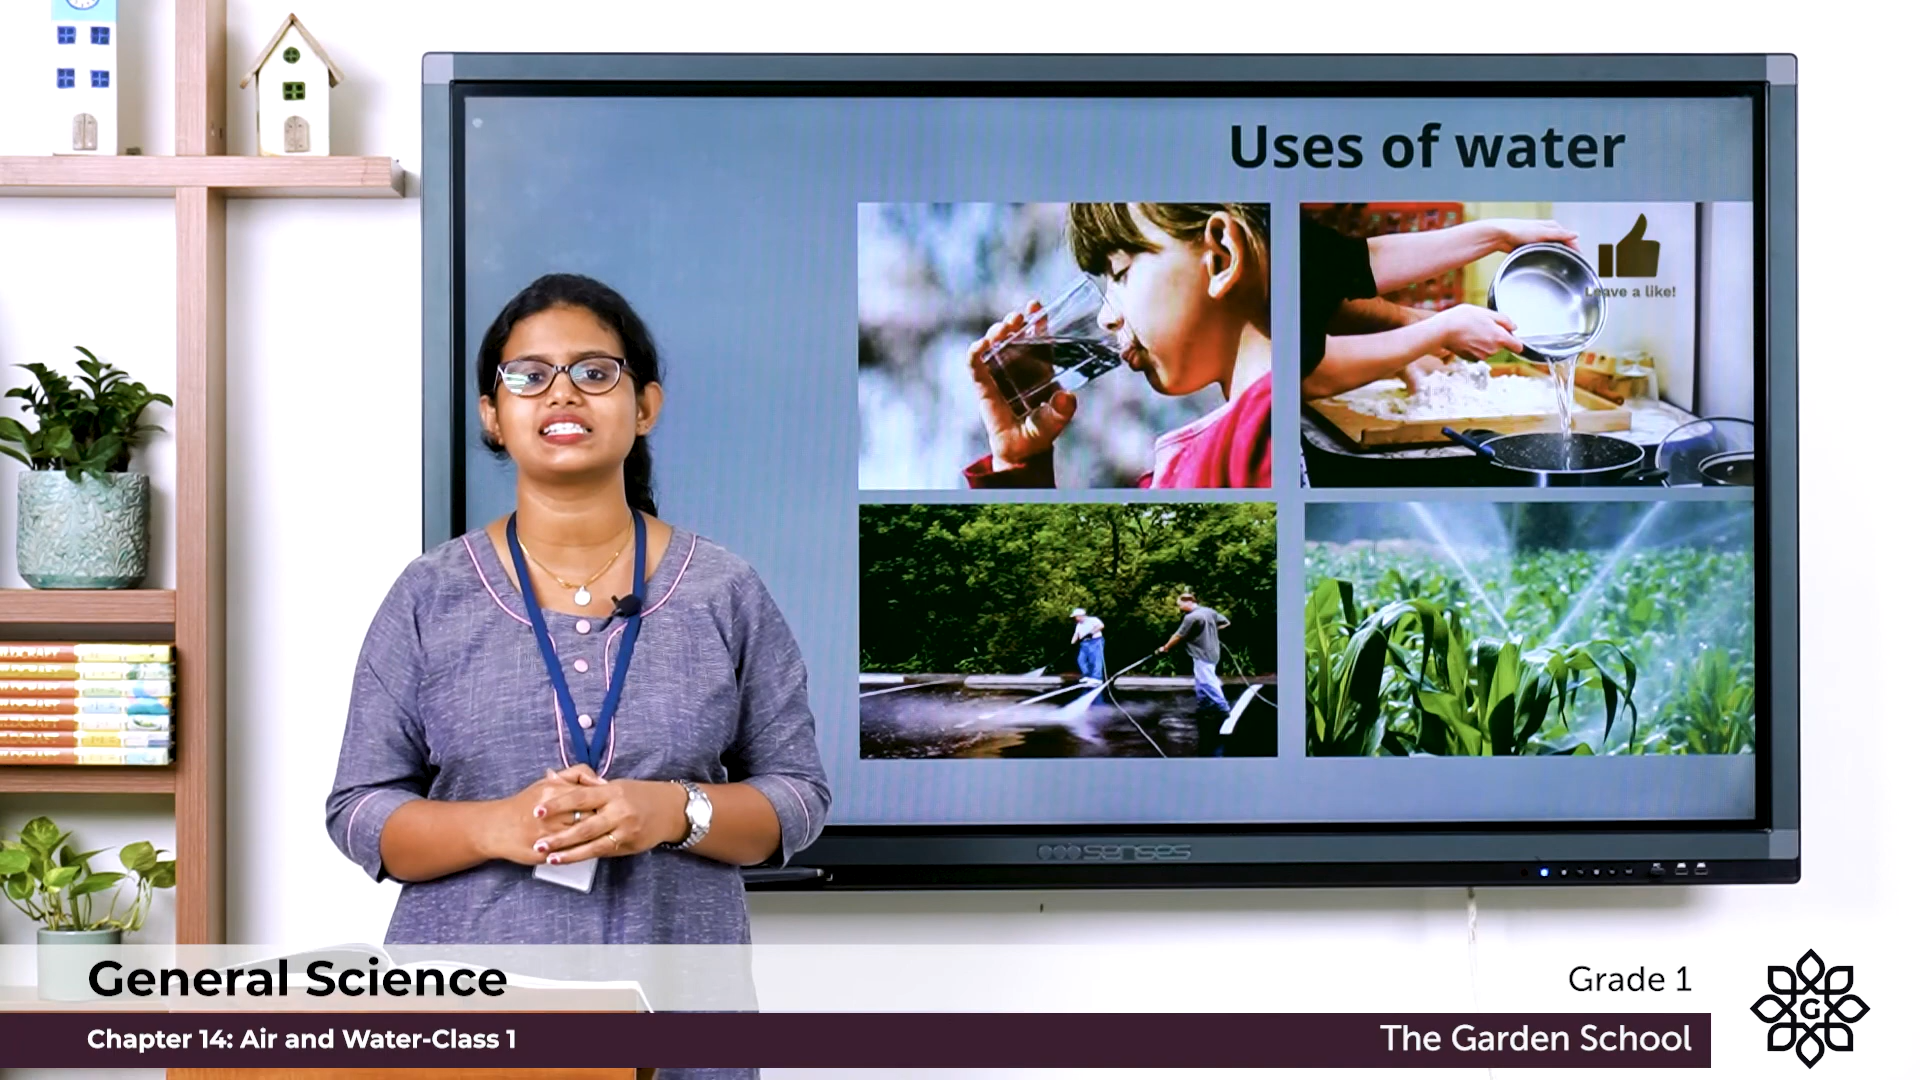 Uses of water
Leave a like!
senses
General Science
Grade 1
Chapter 14: Air and Water-Class 1
The Garden School
G